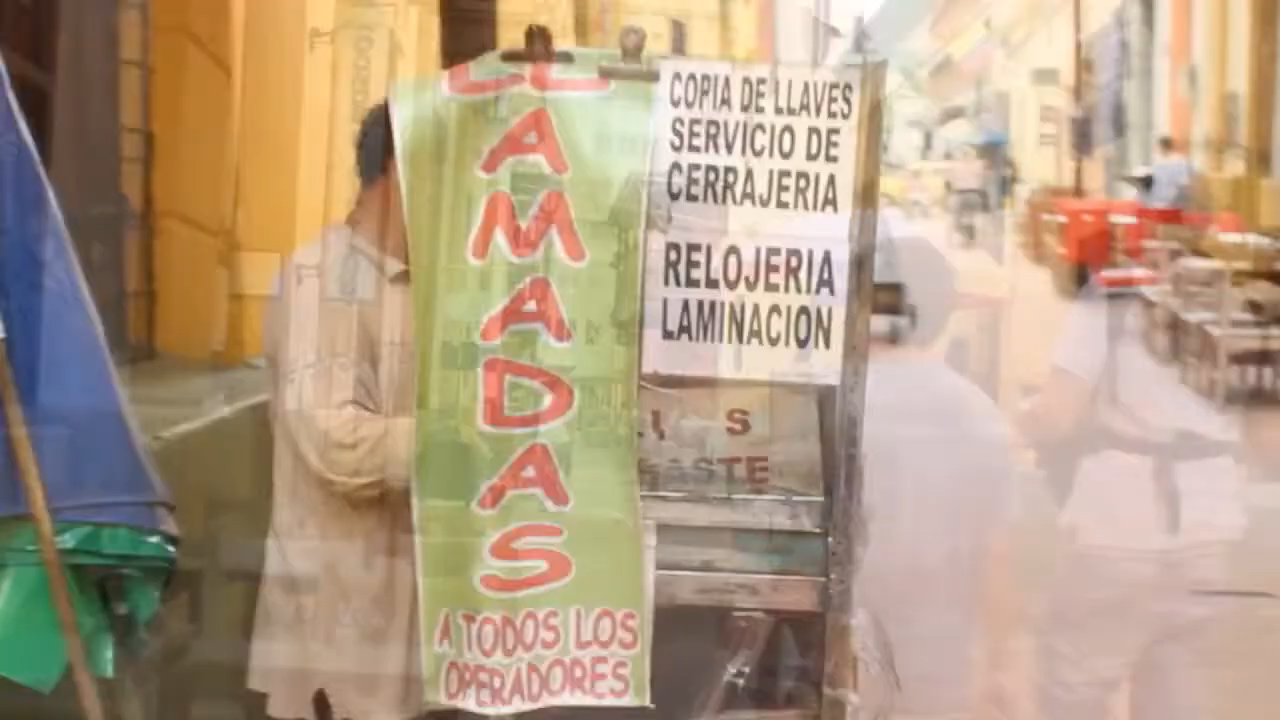 LLAMADAS
A TODOS LOS
OPERADORES
COPIA DE LLAVES
SERVICIO DE
CERRAJERIA
RELOJERIA
LAMINACION